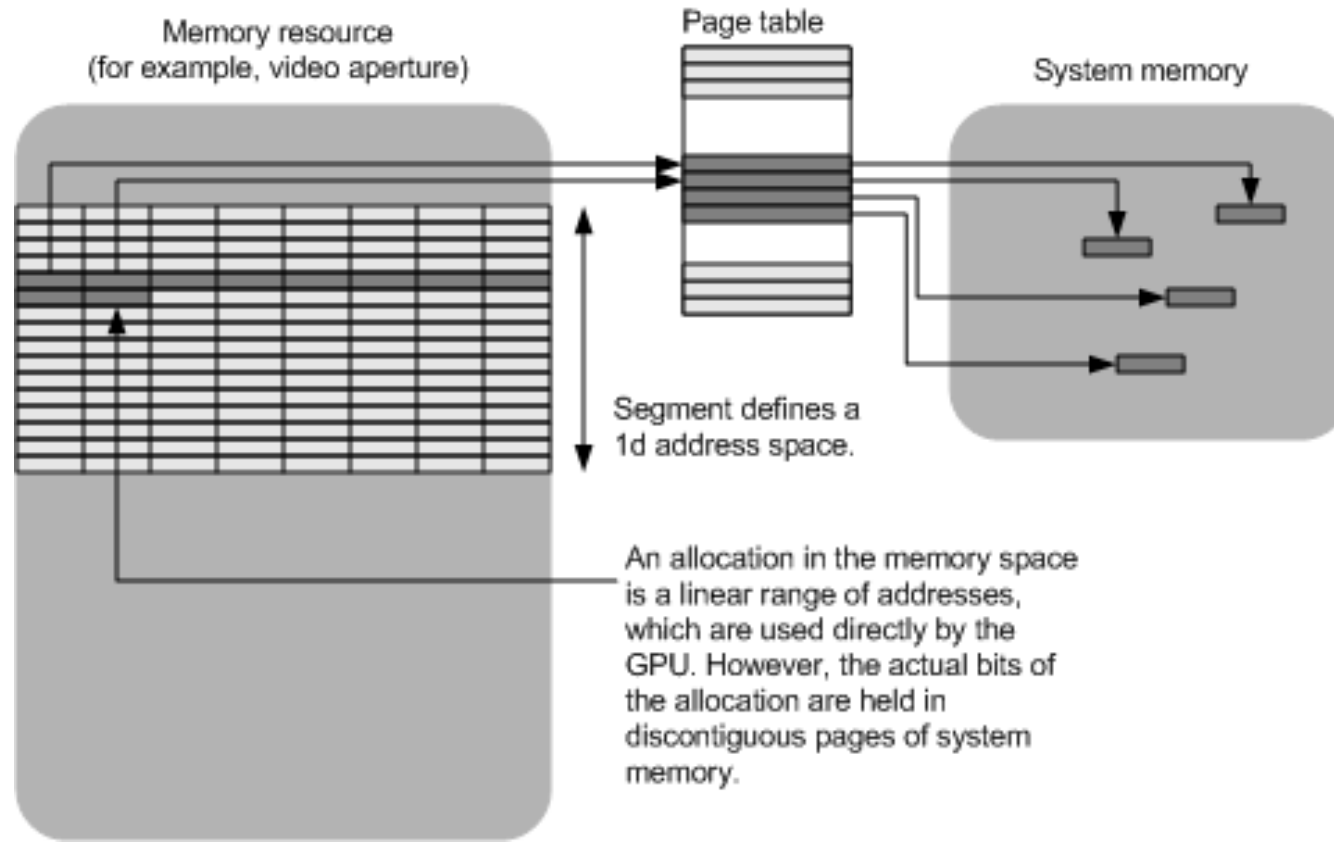 Memory resource
(for example, video aperture)
Page table
System memory
Segment defines a
1d address space.
An allocation in the memory space
is a linear range of addresses,
which are used directly by the
GPU. However, the actual bits of
the allocation are held in
discontiguous pages of system
memory.